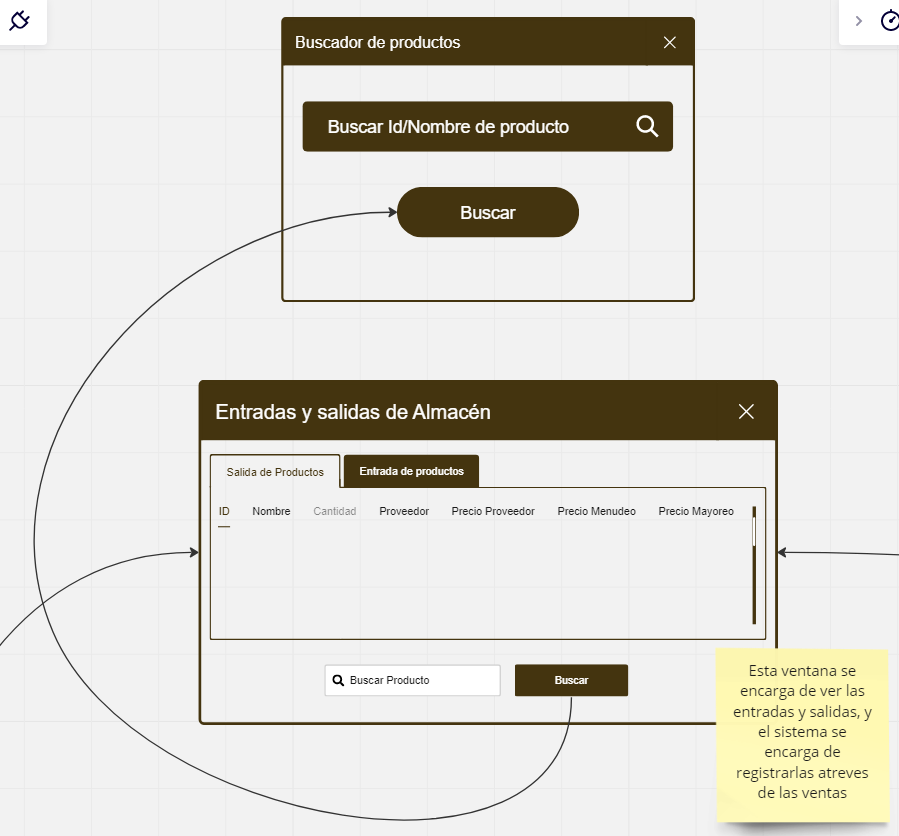 Buscador de productos
Buscar Id/Nombre de producto
Buscar
Entradas y salidas de Almacén
Salida de Productos
Entrada de productos
ID Nombre Cantidad Proveedor Precio Proveedor Precio Menudeo Precio Mayoreo
Buscar Producto
Buscar
Esta ventana se
encarga de ver las
entradas y salidas, y
el sistema se
encarga de
registrarlas atreves
de las ventas